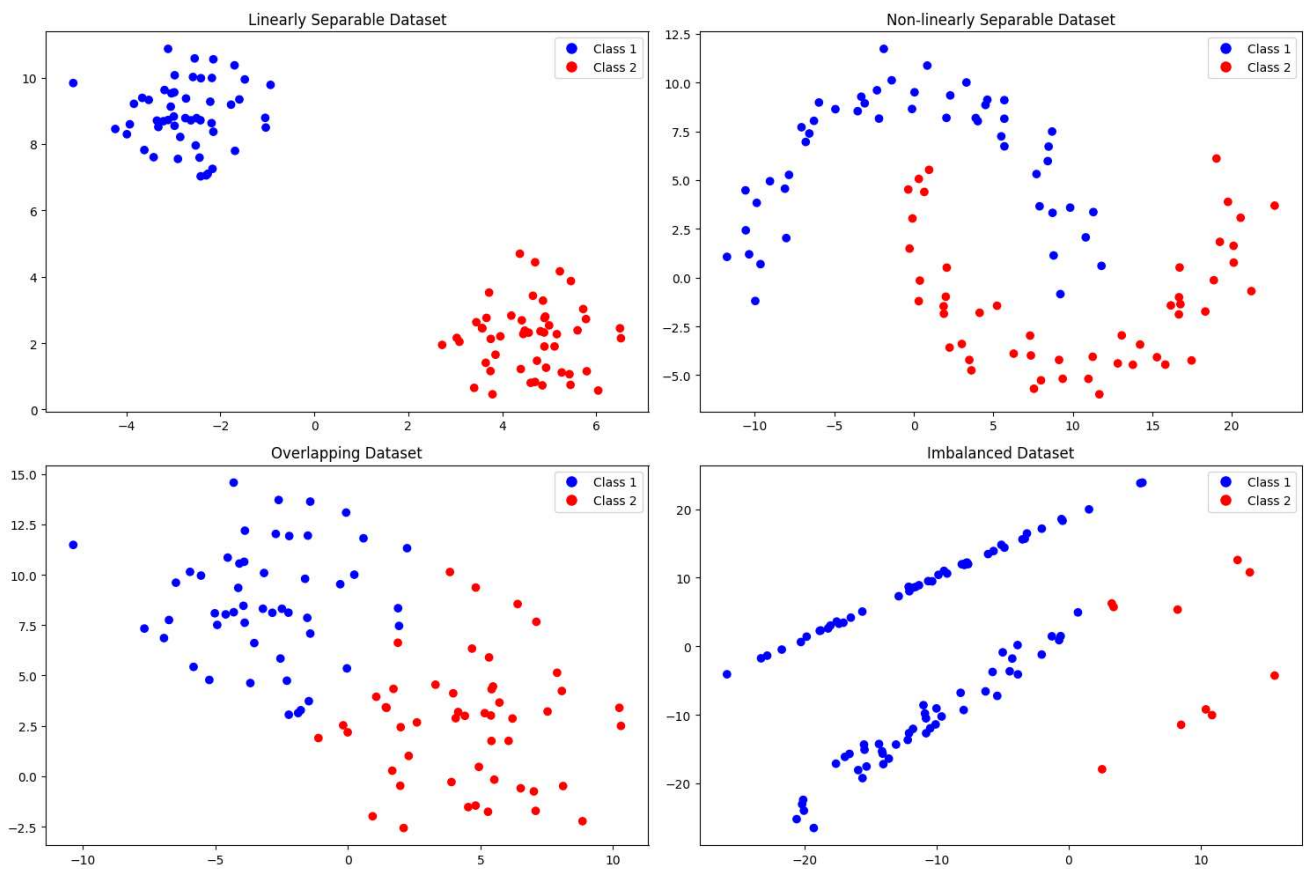 Linearly Separable Dataset
Class 1
Class 2
10
8
6
4
2
0
−4 −2 0 2 4 6
Non-linearly Separable Dataset
Class 1
Class 2
12.5
10.0
7.5
5.0
2.5
0.0
−2.5
−5.0
−10 −5 0 5 10 15 20
Overlapping Dataset
Class 1
Class 2
15.0
12.5
10.0
7.5
5.0
2.5
0.0
−2.5
−10 −5 0 5 10
Imbalanced Dataset
Class 1
Class 2
20
10
0
−10
−20
−20 −10 0 10